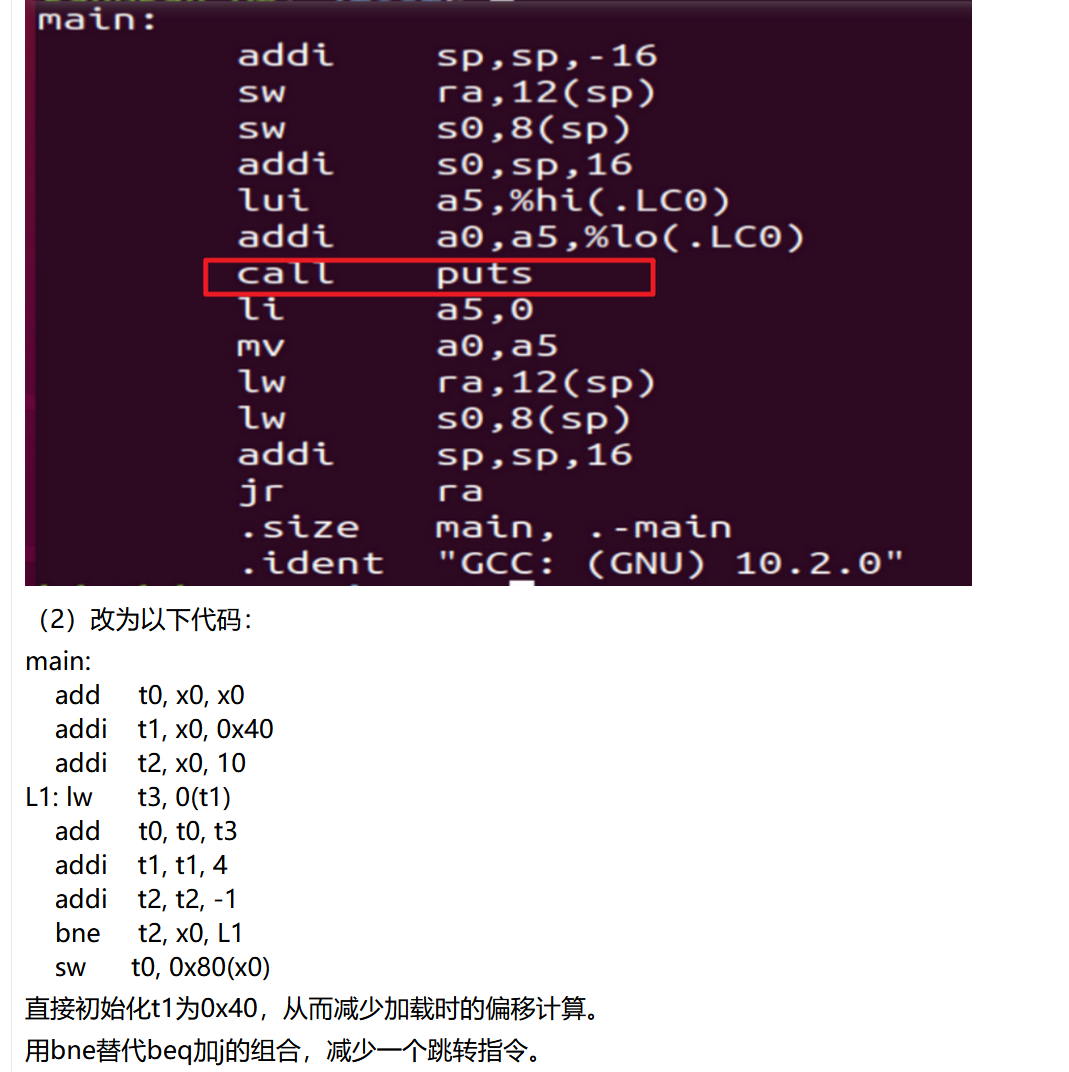 main:
addi sp,sp,-16
sw ra,12(sp)
sw s0,8(sp)
addi s0,sp,16
lui a5,%hi(.LC0)
addi a0,a5,%lo(.LC0)
call puts
li a5,0
mv a0,a5
lw ra,12(sp)
lw s0,8(sp)
addi sp,sp,16
jr ra
.size main, .-main
.ident "GCC: (GNU) 10.2.0"
（2）改为以下代码：
main:
add t0, x0, x0
addi t1, x0, 0x40
addi t2, x0, 10
L1: lw t3, 0(t1)
add t0, t0, t3
addi t1, t1, 4
addi t2, t2, -1
bne t2, x0, L1
sw t0, 0x80(x0)
直接初始化t1为0x40，从而减少加载时的偏移计算。
用bne替代beq加j的组合，减少一个跳转指令。